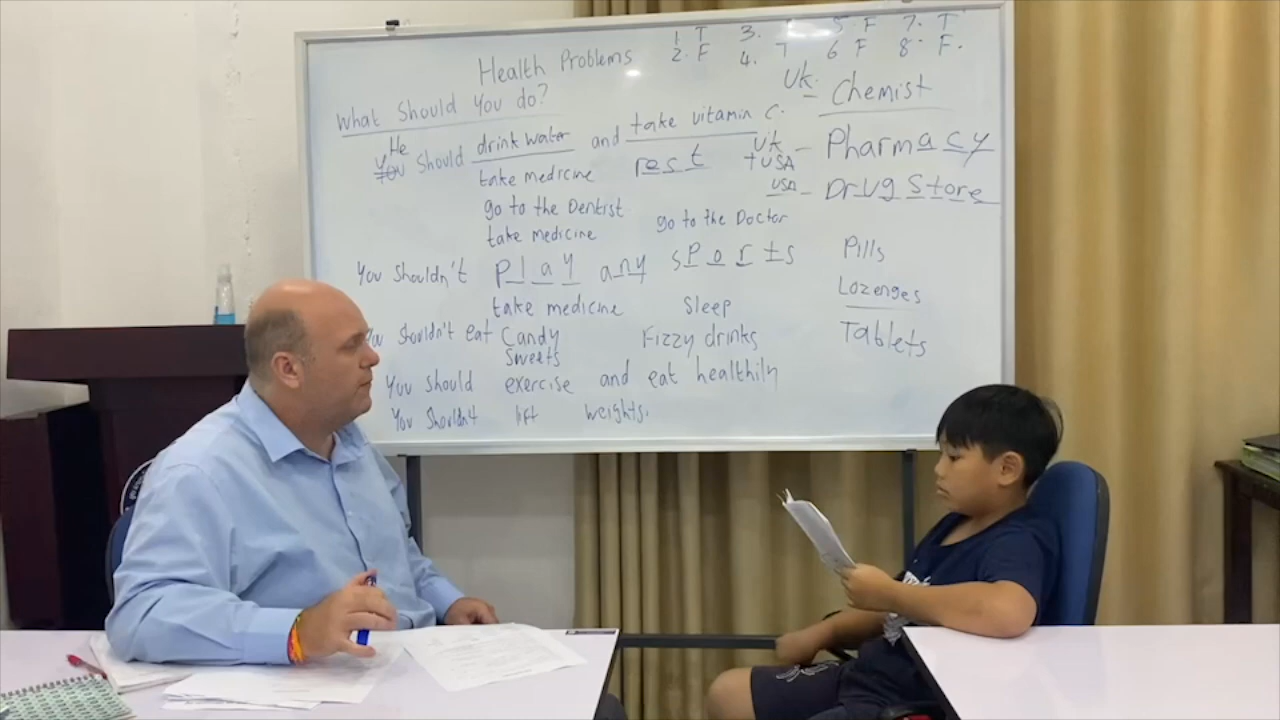 Health Problems
1 T 3. 5 F 7. T
2. F 4. T 6 F 8. F.
What Should You do?
He
You Should drink water and take vitamin C.
take medicine rest
go to the Dentist go to the Doctor
take medicine
You Shouldn't play any sports
take medicine Sleep
You Shouldn't eat Candy Fizzy drinks
Sweets
You Should exercise and eat healthily
You Shouldn't lift weights.
UK. Chemist
UK + USA - Pharmacy
USA - Drug Store
Pills
Lozenges
Tablets